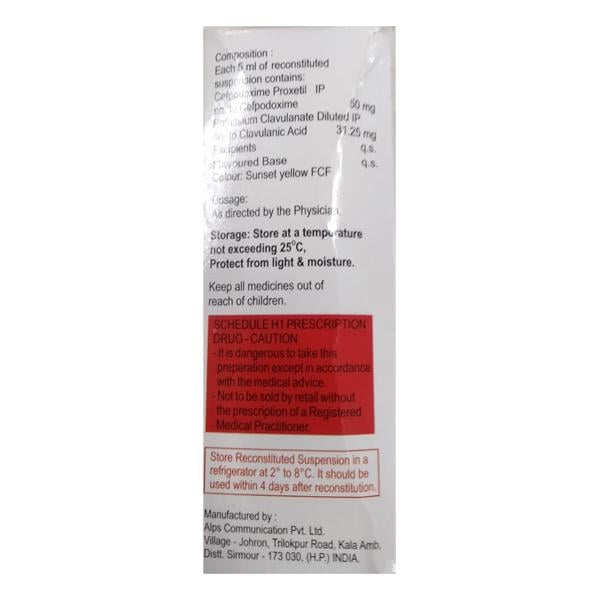 Composition :
Each 5 ml of reconstituted
suspension contains:
Cefpodoxime Proxetil IP
Cefpodoxime 50 mg
Potassium Clavulanate Diluted IP
to Clavulanic Acid 31.25 mg
Excipients q.s.
Flavoured Base q.s.
Colour: Sunset yellow FCF
Dosage:
As directed by the Physician.
Storage: Store at a temperature
not exceeding 25°C,
Protect from light & moisture.
Keep all medicines out of
reach of children.
SCHEDULE H1 PRESCRIPTION
DRUG - CAUTION
- It is dangerous to take this
preparation except in accordance
with the medical advice.
- Not to be sold by retail without
the prescription of a Registered
Medical Practitioner.
Store Reconstituted Suspension in a
refrigerator at 2° to 8°C. It should be
used within 4 days after reconstitution.
Manufactured by :
Alps Communication Pvt. Ltd.
Village - Johron, Trilokpur Road, Kala Amb,
Distt. Sirmour - 173 030, (H.P.) INDIA.